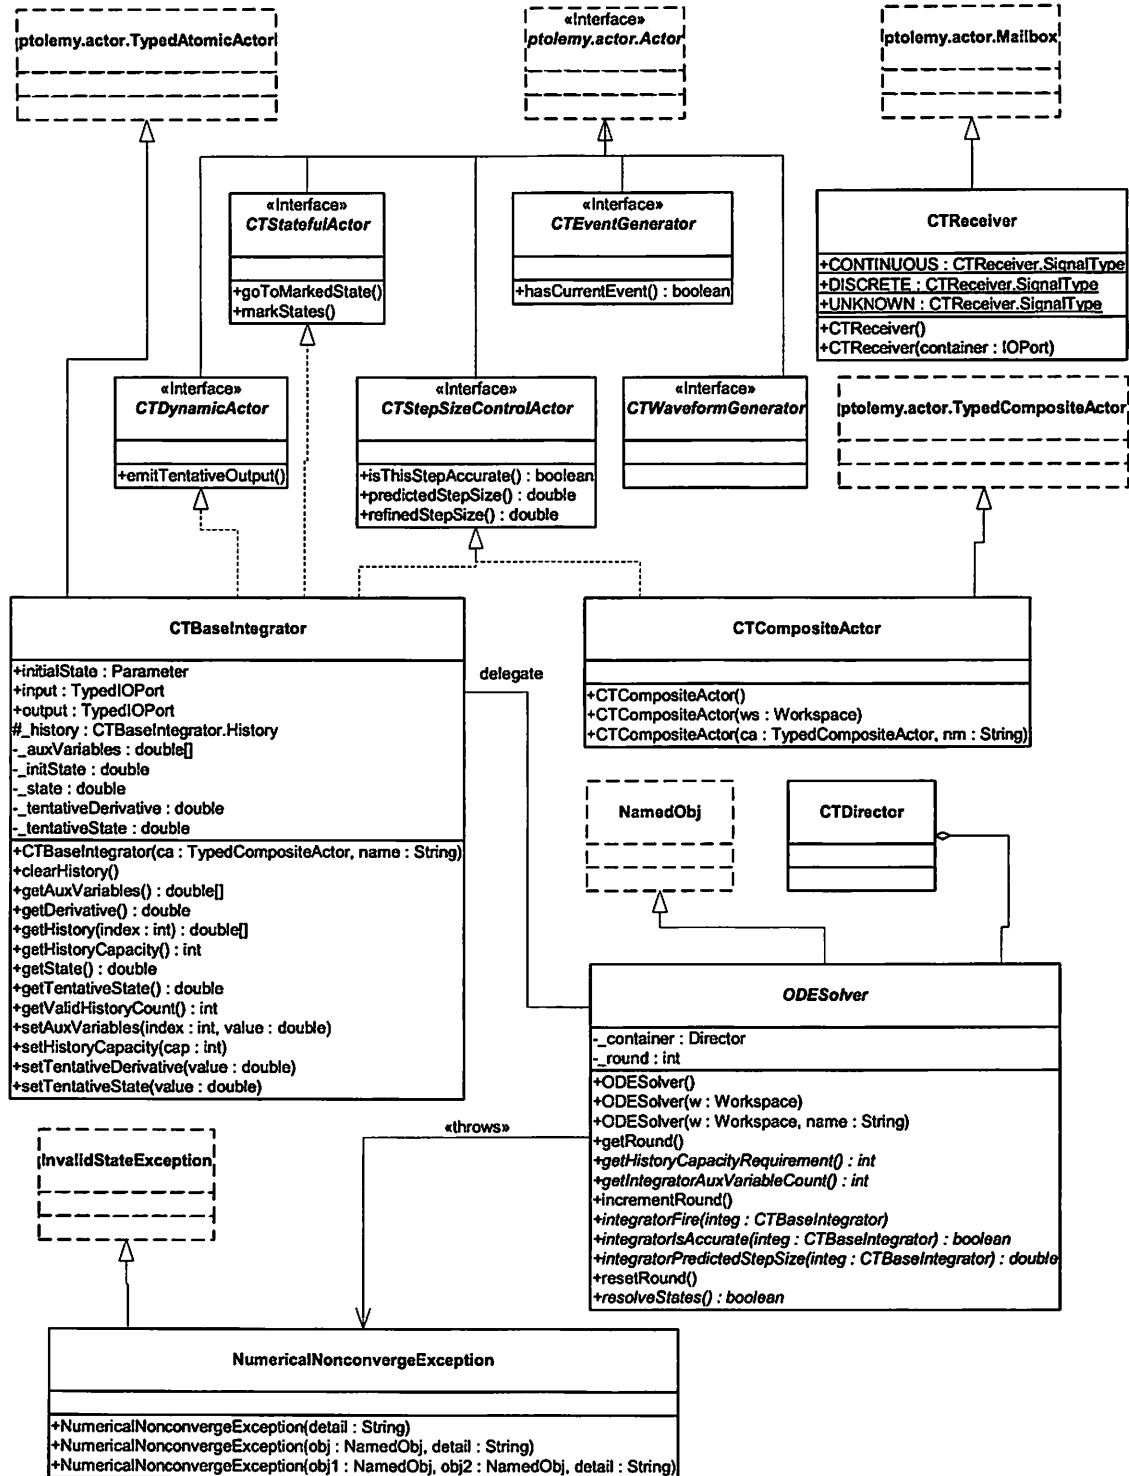 ptolemy.actor.TypedAtomicActor
«Interface»
ptolemy.actor.Actor
ptolemy.actor.Mailbox
«Interface»
CTStatefulActor
+goToMarkedState()
+markStates()
«Interface»
CTEventGenerator
+hasCurrentEvent() : boolean
CTReceiver
+CONTINUOUS : CTReceiver.SignalType
+DISCRETE : CTReceiver.SignalType
+UNKNOWN : CTReceiver.SignalType
+CTReceiver()
+CTReceiver(container : IOPort)
«Interface»
CTDynamicActor
+emitTentativeOutput()
«Interface»
CTStepSizeControlActor
+isThisStepAccurate() : boolean
+predictedStepSize() : double
+refinedStepSize() : double
«Interface»
CTWaveformGenerator
ptolemy.actor.TypedCompositeActor
CTBaseIntegrator
+initialState : Parameter
+input : TypedIOPort
+output : TypedIOPort
#_history : CTBaseIntegrator.History
-_auxVariables : double[]
-_initState : double
-_state : double
-_tentativeDerivative : double
-_tentativeState : double
+CTBaseIntegrator(ca : TypedCompositeActor, name : String)
+clearHistory()
+getAuxVariables() : double[]
+getDerivative() : double
+getHistory(index : int) : double[]
+getHistoryCapacity() : int
+getState() : double
+getTentativeState() : double
+getValidHistoryCount() : int
+setAuxVariables(index : int, value : double)
+setHistoryCapacity(cap : int)
+setTentativeDerivative(value : double)
+setTentativeState(value : double)
delegate
CTCompositeActor
+CTCompositeActor()
+CTCompositeActor(ws : Workspace)
+CTCompositeActor(ca : TypedCompositeActor, nm : String)
NamedObj
CTDirector
ODESolver
-_container : Director
-_round : int
+ODESolver()
+ODESolver(w : Workspace)
+ODESolver(w : Workspace, name : String)
+getRound()
+getHistoryCapacityRequirement() : int
+getIntegratorAuxVariableCount() : int
+incrementRound()
+integratorFire(integ : CTBaseIntegrator)
+integratorIsAccurate(integ : CTBaseIntegrator) : boolean
+integratorPredictedStepSize(integ : CTBaseIntegrator) : double
+resetRound()
+resolveStates() : boolean
«throws»
InvalidStateException
NumericalNonconvergeException
+NumericalNonconvergeException(detail : String)
+NumericalNonconvergeException(obj : NamedObj, detail : String)
+NumericalNonconvergeException(obj1 : NamedObj, obj2 : NamedObj, detail : String)